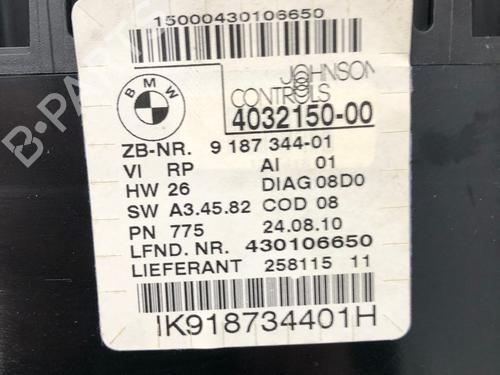 15000430106650
BMW
JOHNSON
CONTROLS
4032150-00
ZB-NR. 9 187 344-01
VI RP AI 01
HW 26 DIAG 08D0
SW A3.45.82 COD 08
PN 775 24.08.10
LFND. NR. 430106650
LIEFERANT 258115 11
IK918734401H
B-PARTS